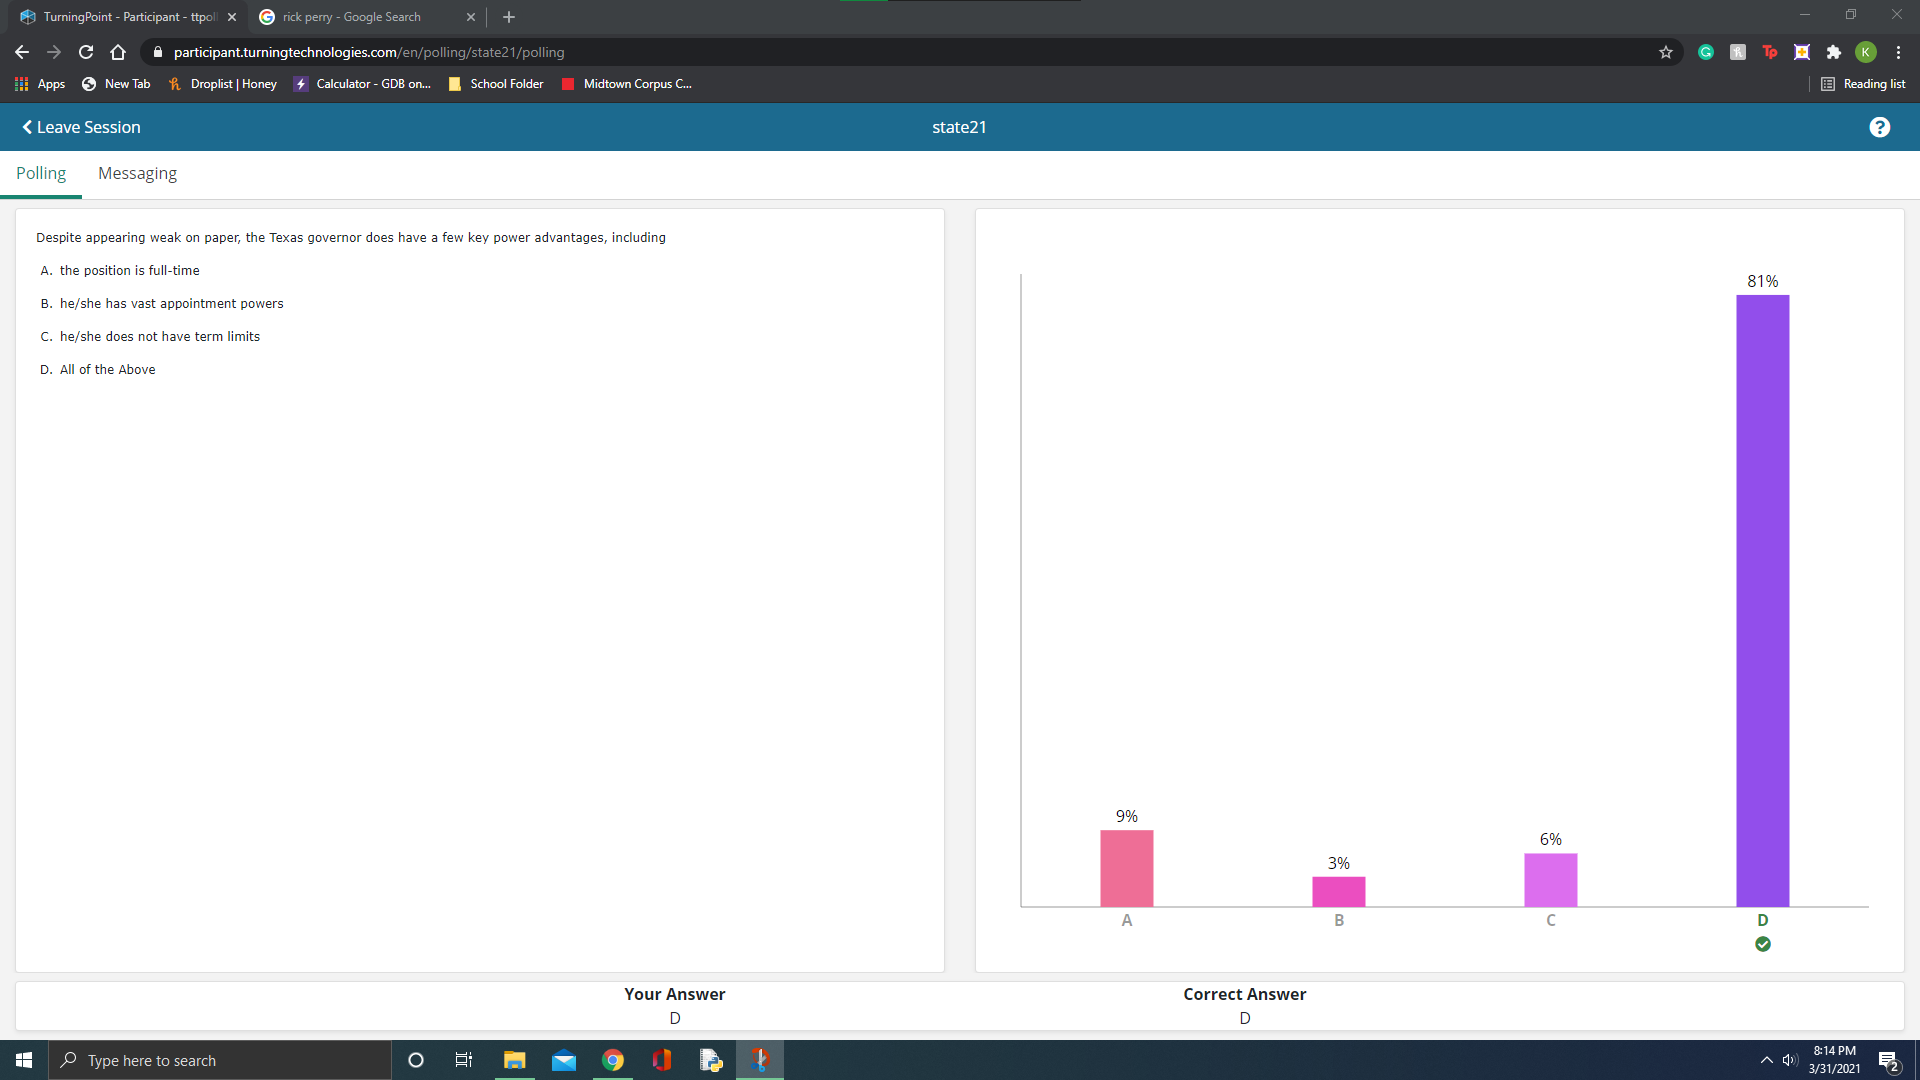 TurningPoint - Participant - ttpoll
rick perry - Google Search
participant.turningtechnologies.com/en/polling/state21/polling
Apps
New Tab
Droplist | Honey
Calculator - GDB on...
School Folder
Midtown Corpus C...
Reading list
Leave Session
state21
Polling
Messaging
Despite appearing weak on paper, the Texas governor does have a few key power advantages, including
A. the position is full-time
B. he/she has vast appointment powers
C. he/she does not have term limits
D. All of the Above
81%
9%
3%
6%
A
B
C
D
Your Answer
D
Correct Answer
D
Type here to search
8:14 PM
3/31/2021
2